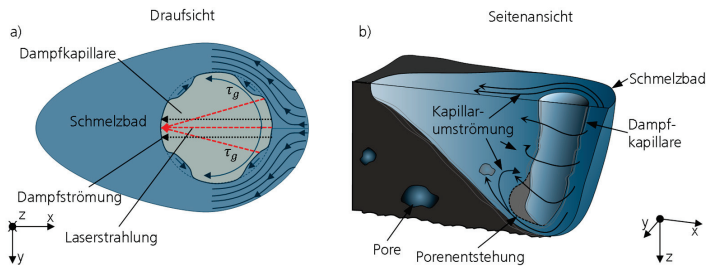 Draufsicht
a)
Dampfkapillare
τg
Schmelzbad
τg
Dampfströmung
Laserstrahlung
z
x
y
Seitenansicht
b)
Schmelzbad
Kapillar-
umströmung
Dampf-
kapillare
Pore
Porenentstehung
y
x
z